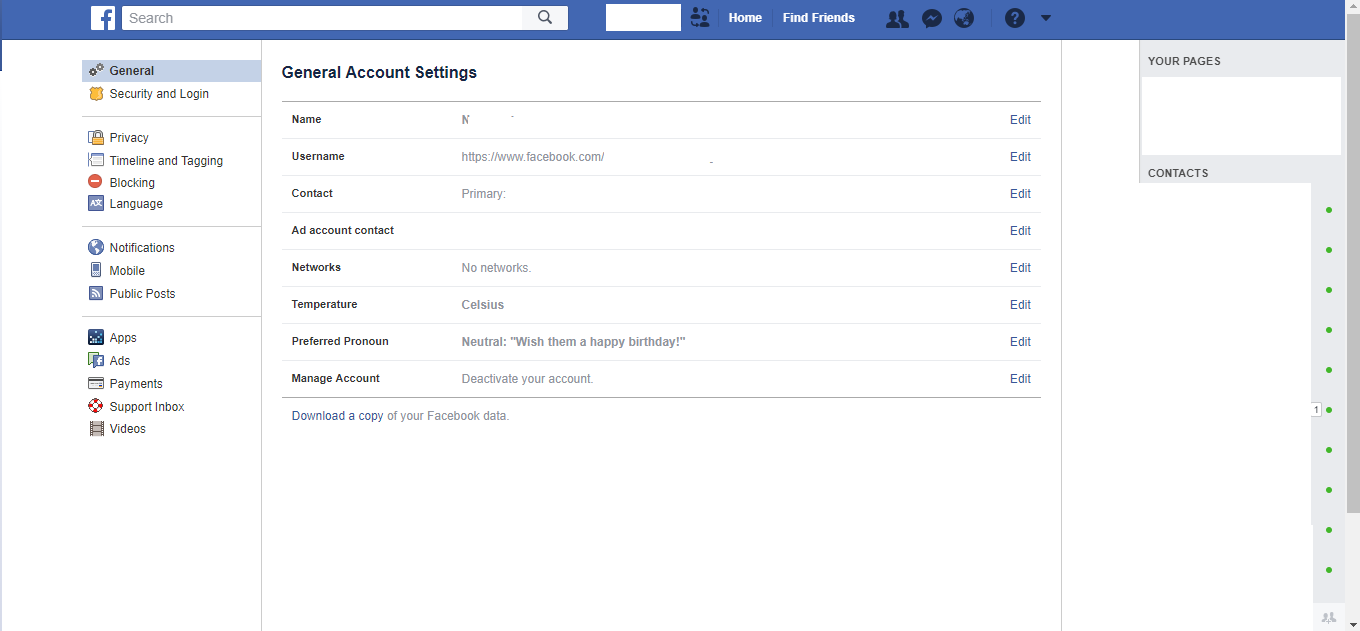 Search
Home
Find Friends
General
Security and Login
Privacy
Timeline and Tagging
Blocking
Language
Notifications
Mobile
Public Posts
Apps
Ads
Payments
Support Inbox
Videos
General Account Settings
Name N Edit
Username https://www.facebook.com/ Edit
Contact Primary: Edit
Ad account contact Edit
Networks No networks. Edit
Temperature Celsius Edit
Preferred Pronoun Neutral: "Wish them a happy birthday!" Edit
Manage Account Deactivate your account. Edit
Download a copy of your Facebook data.
YOUR PAGES
CONTACTS
1